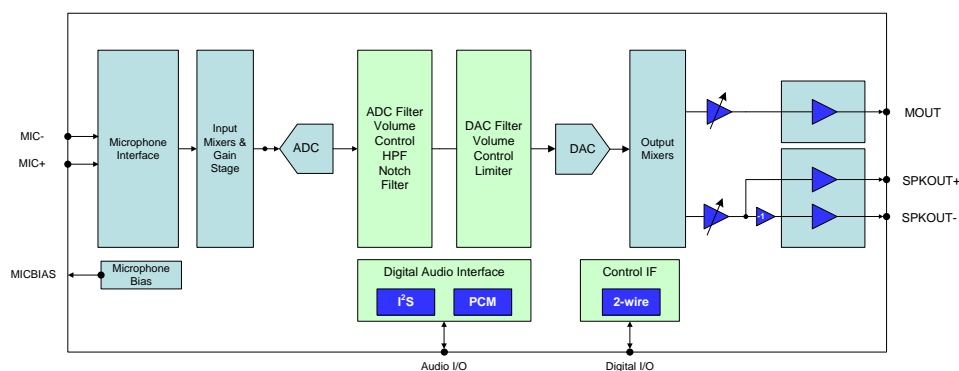 MIC-
MIC+
MICBIAS
Microphone
Interface
Microphone
Bias
Input
Mixers &
Gain
Stage
ADC
ADC Filter
Volume
Control
HPF
Notch
Filter
DAC Filter
Volume
Control
Limiter
DAC
Output
Mixers
-1
MOUT
SPKOUT+
SPKOUT-
Digital Audio Interface
I²S
PCM
Control IF
2-wire
Audio I/O
Digital I/O